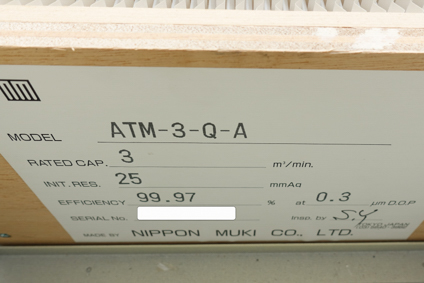 MODEL ATM-3-Q-A
RATED CAP. 3 m³/min.
INIT. RES. 25 mmAq
EFFICIENCY 99.97 % at 0.3 μm D.O.P
SERIAL No. Insp. by S.Y
MADE BY NIPPON MUKI CO., LTD.